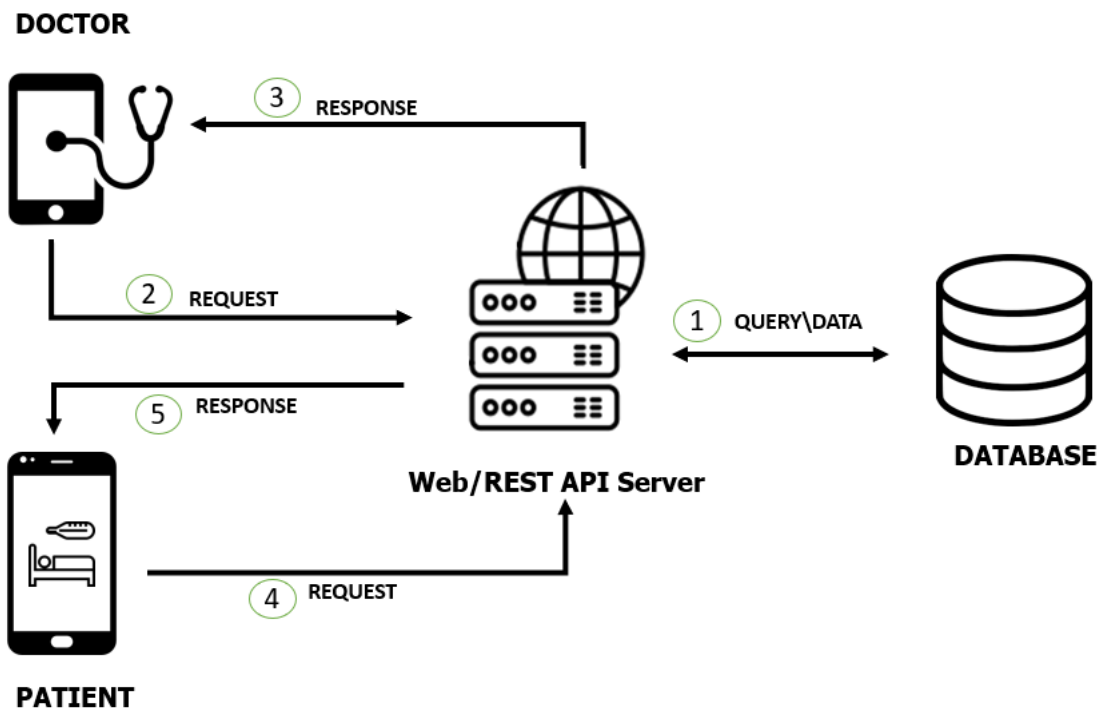 DOCTOR
3 RESPONSE
2 REQUEST
1 QUERY\DATA
5 RESPONSE
DATABASE
Web/REST API Server
4 REQUEST
PATIENT